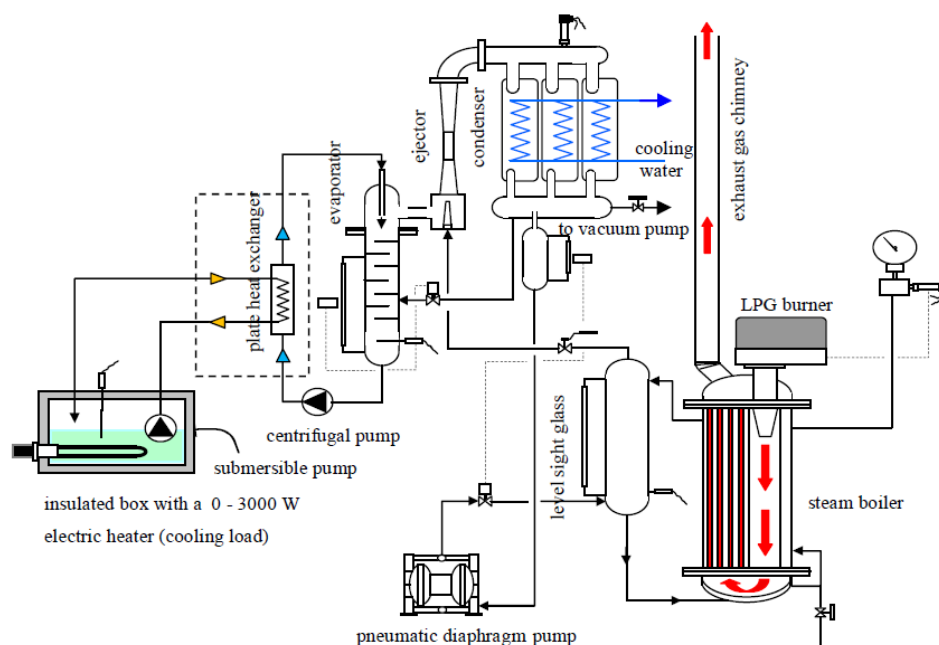 ejector
condenser
cooling
water
exhaust gas chimney
evaporator
plate heat exchanger
to vacuum pump
LPG burner
centrifugal pump
submersible pump
level sight glass
steam boiler
insulated box with a 0 - 3000 W
electric heater (cooling load)
pneumatic diaphragm pump